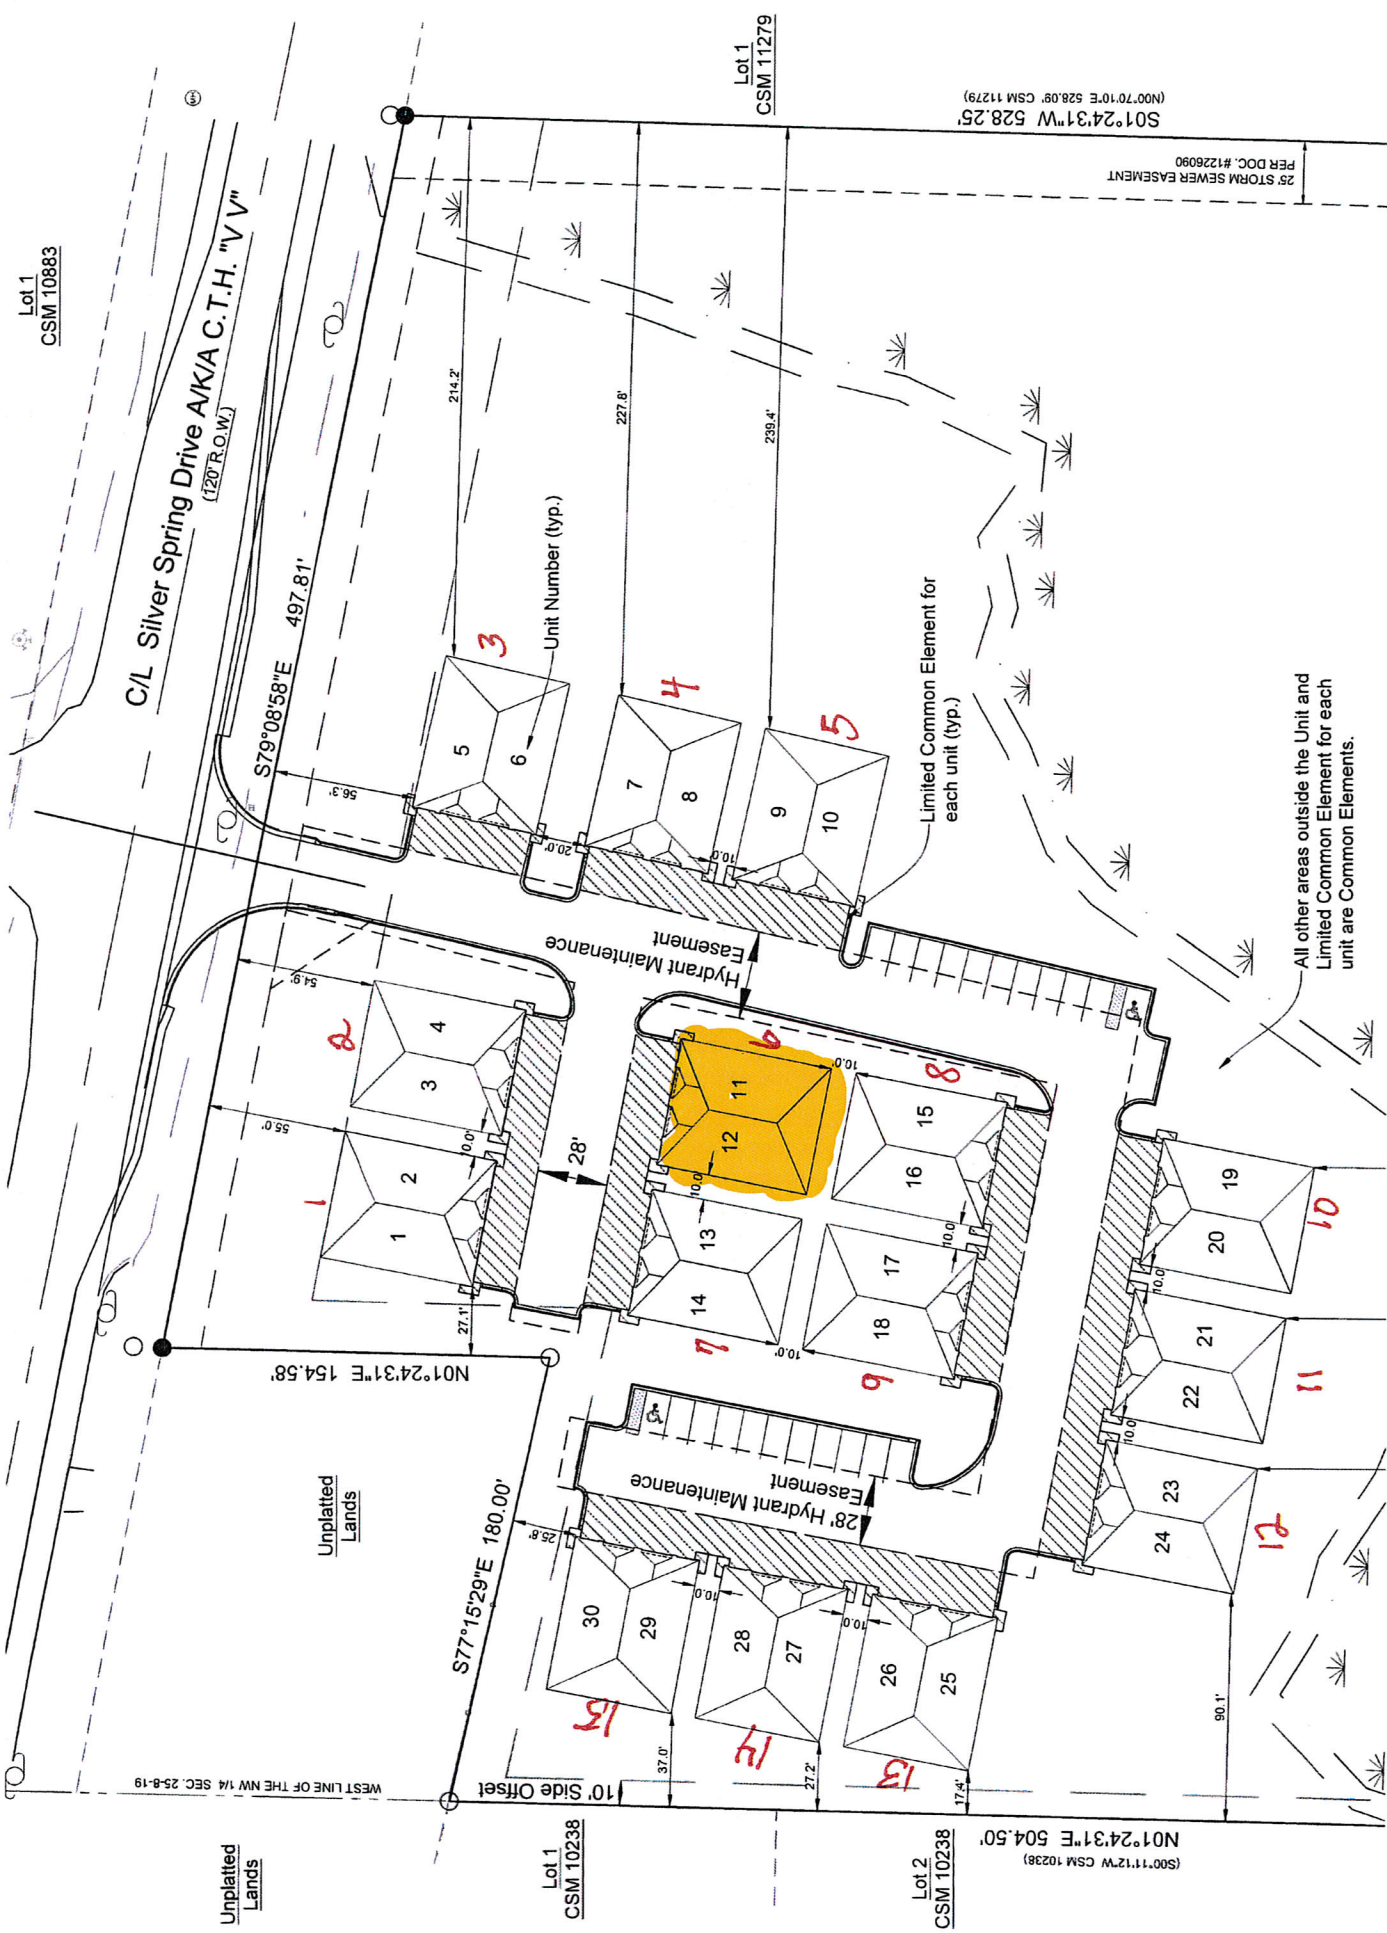 Lot 1
CSM 10883
C/L Silver Spring Drive A/K/A C.T.H. "V V"
(120' R.O.W.)
Lot 1
CSM 11279
S01°24'31"W 528.25'
(N00°70'10"E 528.09' CSM 11279)
25' STORM SEWER EASEMENT
PER DOC. #1226090
S79°08'58"E 497.81'
214.2'
227.8'
239.4'
56.3'
54.9'
55.0'
3
5
6
Unit Number (typ.)
20.0'
4
7
8
10.0'
5
9
10
Limited Common Element for
each unit (typ.)
Hydrant Maintenance
Easement
2
4
3
10.0'
1
2
1
27.1'
28'
6
11
12
10.0'
10.0
13
14
7
8
15
16
10.0
17
18
10.0'
9
N01°24'31"E 154.58'
Unplatted
Lands
S77°15'29"E 180.00'
25.8'
28' Hydrant Maintenance
Easement
30
29
15
10.0
28
27
14
10.0'
26
25
13
37.0'
27.2'
17.4'
10' Side Offset
19
20
10
10.0'
21
22
11
10.0'
23
24
12
90.1'
All other areas outside the Unit and
Limited Common Element for each
unit are Common Elements.
WEST LINE OF THE NW 1/4 SEC. 25-8-19
Unplatted
Lands
Lot 1
CSM 10238
Lot 2
CSM 10238
N01°24'31"E 504.50'
(S00°11'12"W CSM 10238)